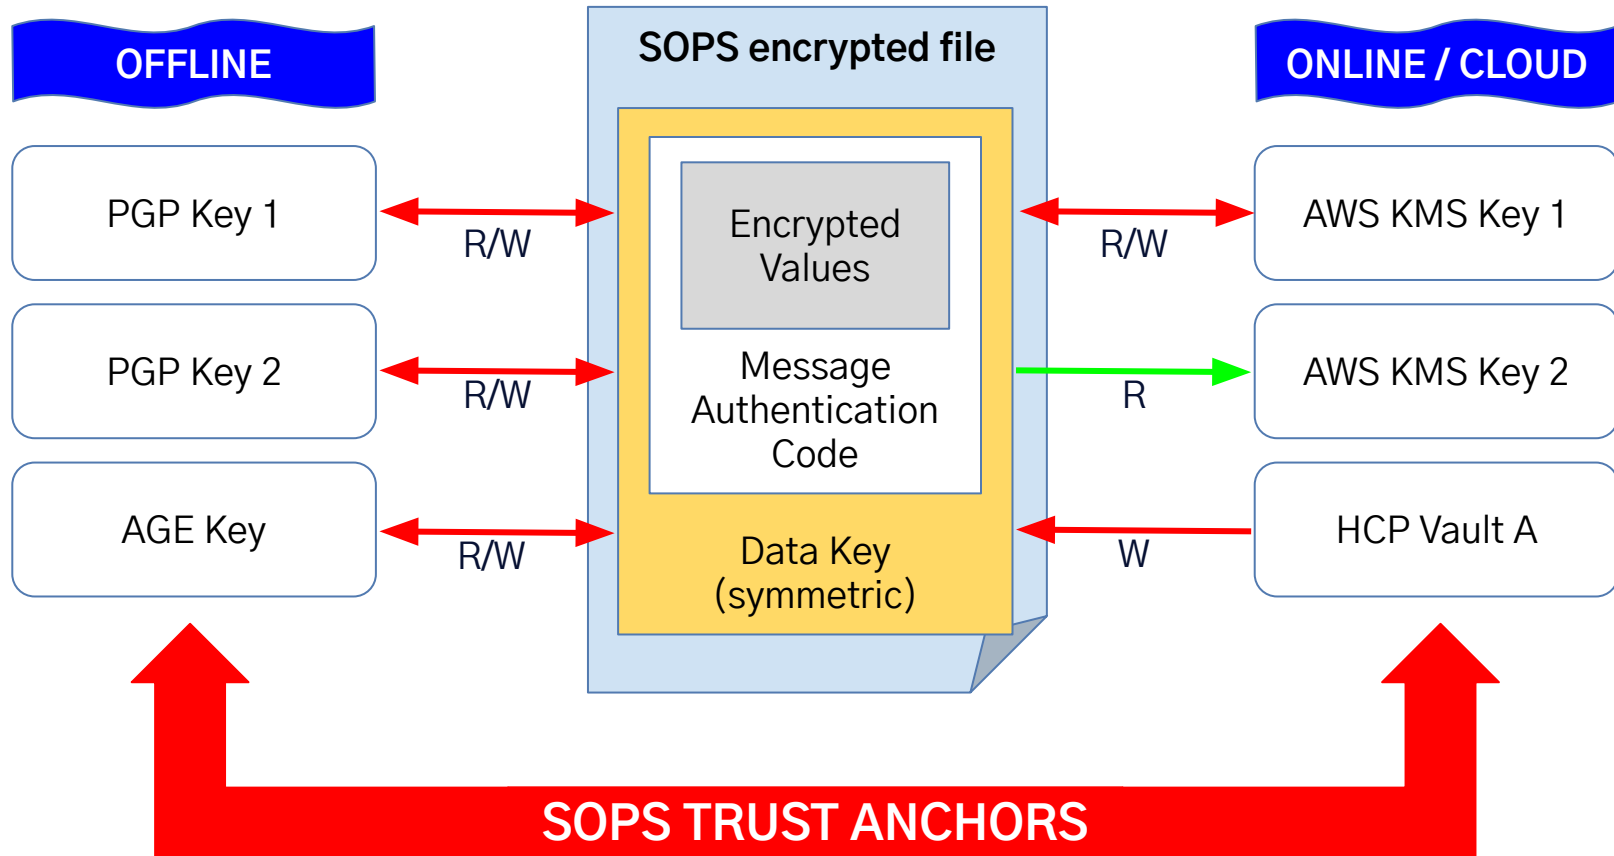 OFFLINE
PGP Key 1
R/W
PGP Key 2
R/W
AGE Key
R/W
SOPS encrypted file
Encrypted
Values
Message
Authentication
Code
Data Key
(symmetric)
ONLINE / CLOUD
R/W
AWS KMS Key 1
R
AWS KMS Key 2
W
HCP Vault A
SOPS TRUST ANCHORS